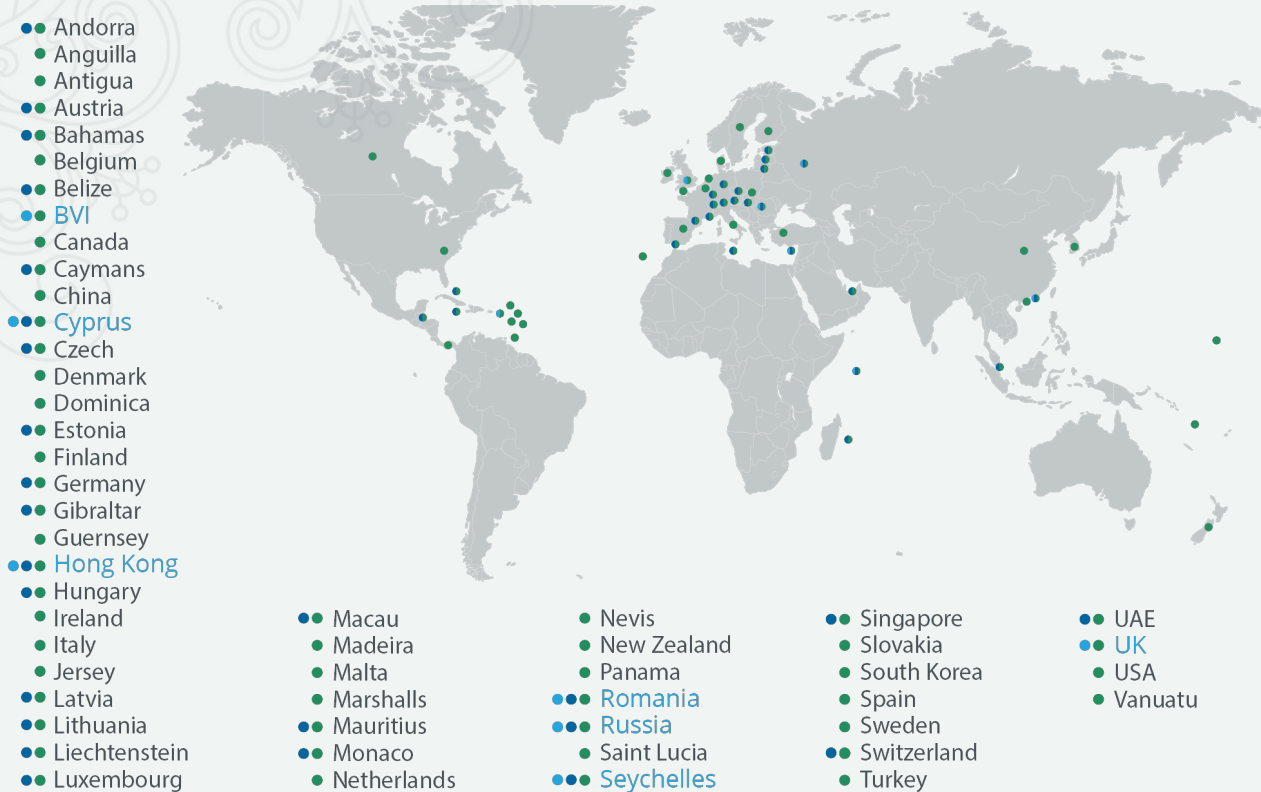 Andorra
Anguilla
Antigua
Austria
Bahamas
Belgium
Belize
BVI
Canada
Caymans
China
Cyprus
Czech
Denmark
Dominica
Estonia
Finland
Germany
Gibraltar
Guernsey
Hong Kong
Hungary
Ireland
Italy
Jersey
Latvia
Lithuania
Liechtenstein
Luxembourg
Macau
Madeira
Malta
Marshalls
Mauritius
Monaco
Netherlands
Nevis
New Zealand
Panama
Romania
Russia
Saint Lucia
Seychelles
Singapore
Slovakia
South Korea
Spain
Sweden
Switzerland
Turkey
UAE
UK
USA
Vanuatu